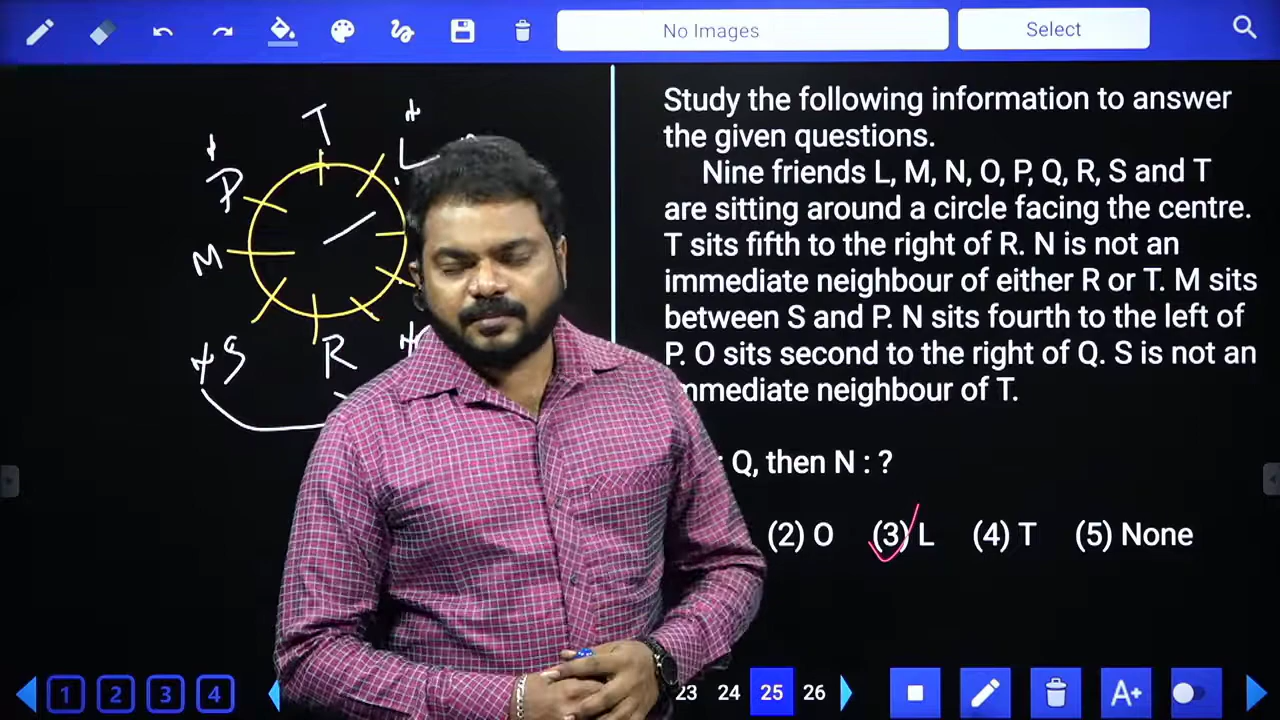 No Images
Select
Study the following information to answer
the given questions.
Nine friends L, M, N, O, P, Q, R, S and T
are sitting around a circle facing the centre.
T sits fifth to the right of R. N is not an
immediate neighbour of either R or T. M sits
between S and P. N sits fourth to the left of
P. O sits second to the right of Q. S is not an
mmediate neighbour of T.
: Q, then N : ?
(2) O (3) L (4) T (5) None
T
L
P
M
S
R
1 2 3 4
23 24 25 26
A+